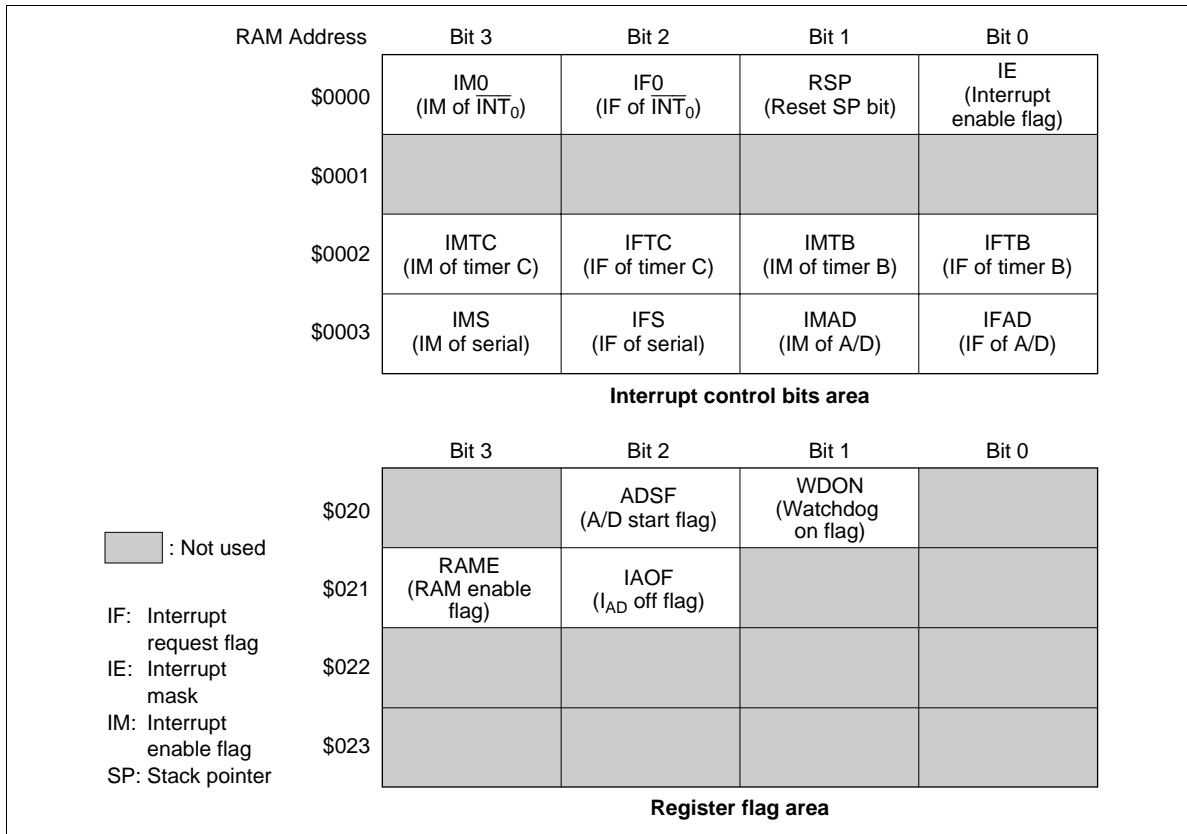 RAM Address Bit 3 Bit 2 Bit 1 Bit 0
$0000
IM0
(IM of INT0)
IF0
(IF of INT0)
RSP
(Reset SP bit)
IE
(Interrupt
enable flag)
$0001
$0002
IMTC
(IM of timer C)
IFTC
(IF of timer C)
IMTB
(IM of timer B)
IFTB
(IF of timer B)
$0003
IMS
(IM of serial)
IFS
(IF of serial)
IMAD
(IM of A/D)
IFAD
(IF of A/D)
Interrupt control bits area
Bit 3 Bit 2 Bit 1 Bit 0
$020
ADSF
(A/D start flag)
WDON
(Watchdog
on flag)
$021
RAME
(RAM enable
flag)
IAOF
(IAD off flag)
$022
$023
Register flag area
: Not used
IF: Interrupt
request flag
IE: Interrupt
mask
IM: Interrupt
enable flag
SP: Stack pointer